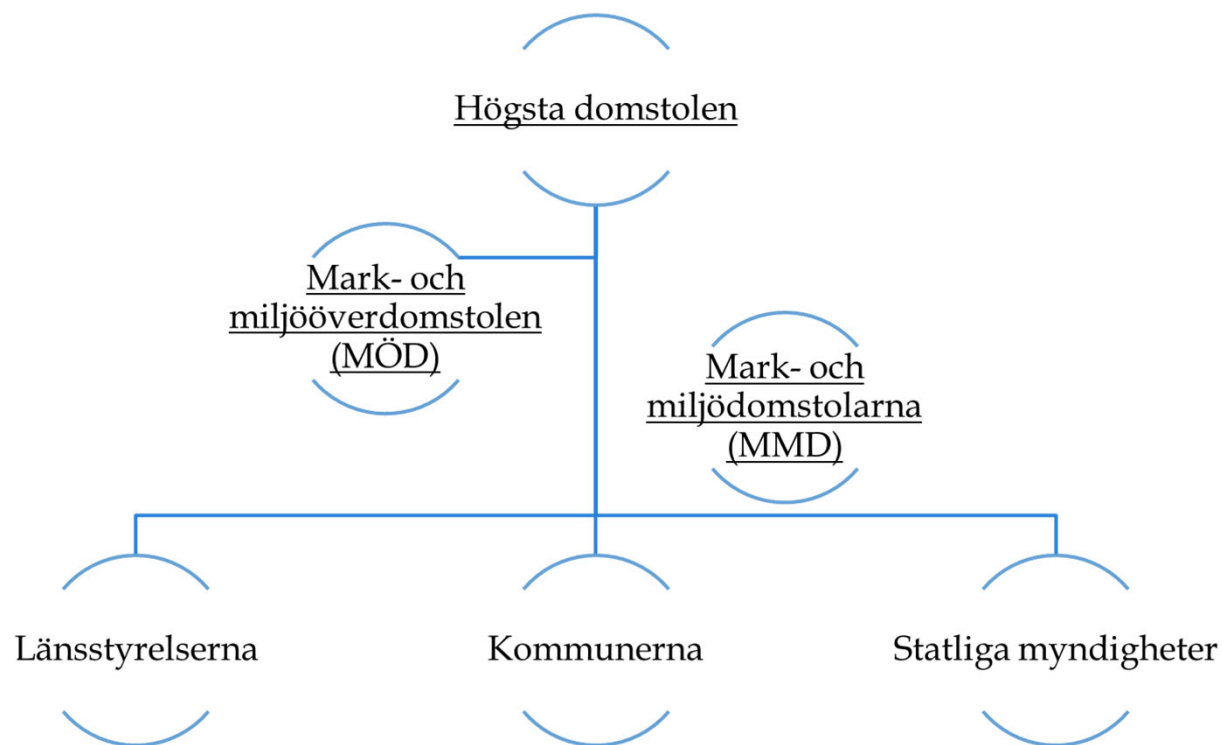 Högsta domstolen
Mark- och
miljööverdomstolen
(MÖD)
Mark- och
miljödomstolarna
(MMD)
Länsstyrelserna
Kommunerna
Statliga myndigheter